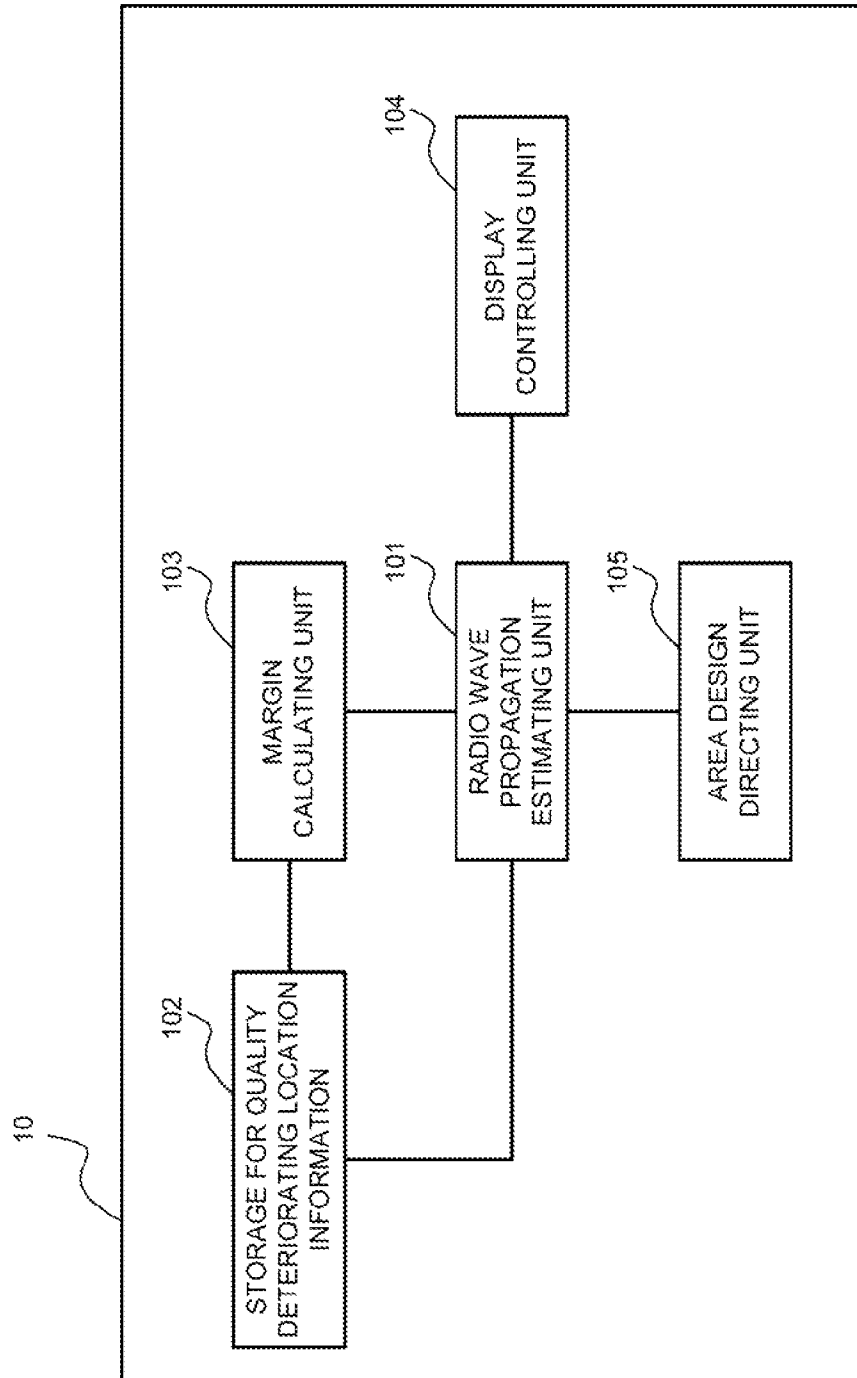 10
102
STORAGE FOR QUALITY
DETERIORATING LOCATION
INFORMATION
103
MARGIN
CALCULATING UNIT
101
RADIO WAVE
PROPAGATION
ESTIMATING UNIT
104
DISPLAY
CONTROLLING UNIT
105
AREA DESIGN
DIRECTING UNIT